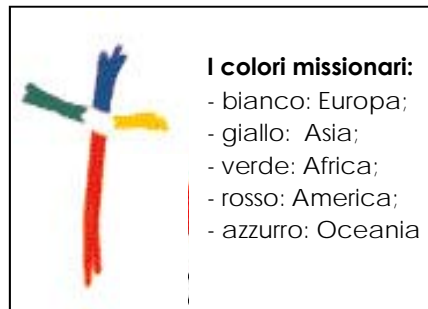 I colori missionari:
- bianco: Europa;
- giallo: Asia;
- verde: Africa;
- rosso: America;
- azzurro: Oceania